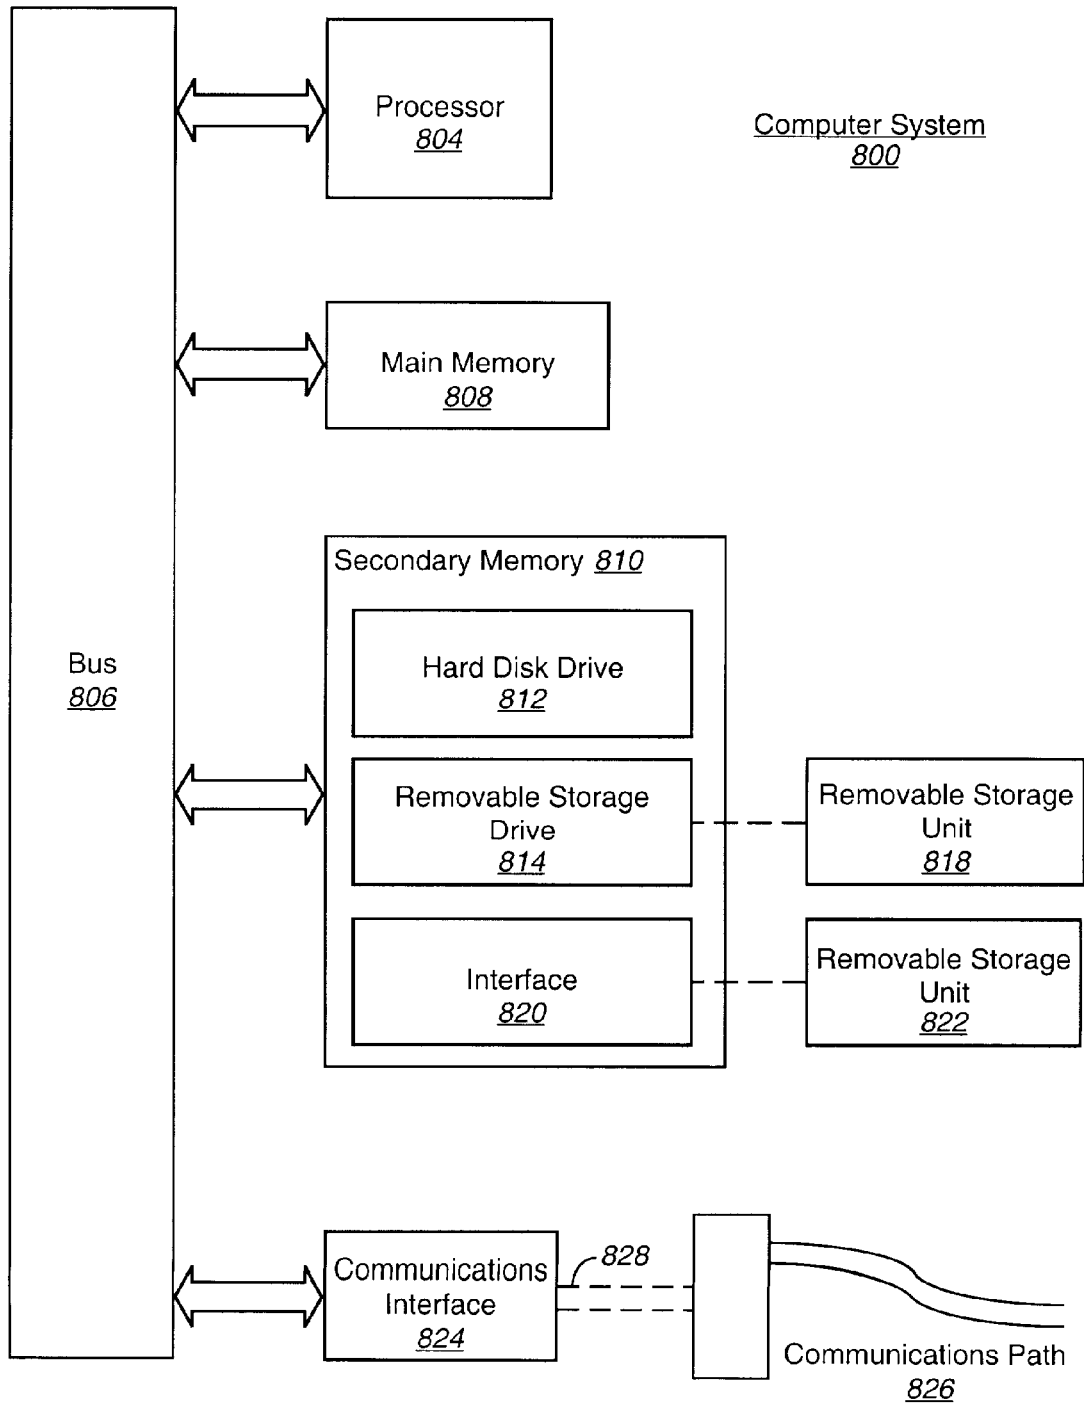 Processor
804
Computer System
800
Main Memory
808
Secondary Memory 810
Hard Disk Drive
812
Bus
806
Removable Storage
Drive
814
Removable Storage
Unit
818
Interface
820
Removable Storage
Unit
822
Communications
Interface
824
828
Communications Path
826